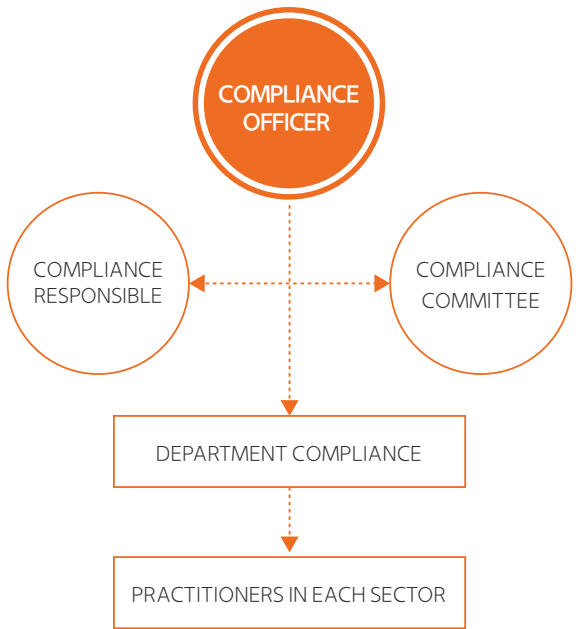 COMPLIANCE
OFFICER
COMPLIANCE
RESPONSIBLE
COMPLIANCE
COMMITTEE
DEPARTMENT COMPLIANCE
PRACTITIONERS IN EACH SECTOR